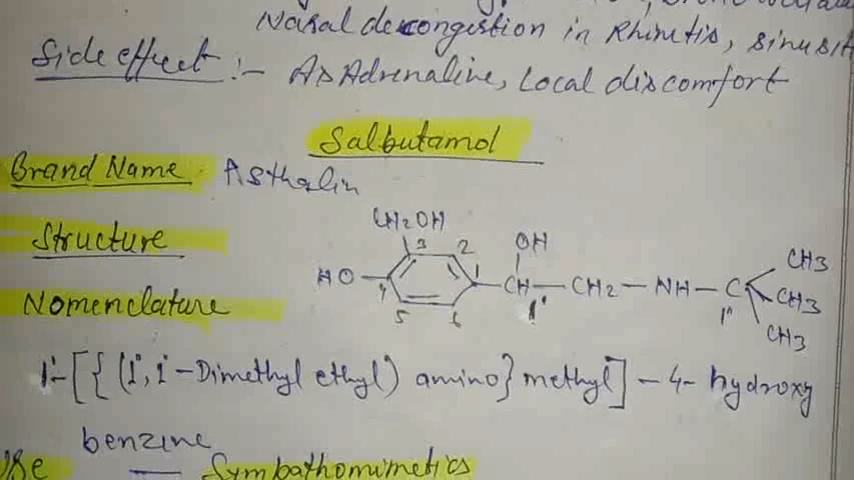 Nasal decongestion in Rhinitis, sinusit
Side effect :- As Adrenaline, Local discomfort
Salbutamol
Brand Name Asthalin
Structure
CH2OH
3 2 OH
HO 4 1 CH CH2 NH C CH3
CH3
CH3
5 6 1' 1"
Nomenclature
1'-[{(1',1'-Dimethyl ethyl) amino} methyl] - 4- hydroxy
benzine
Use — Sympathomimetics